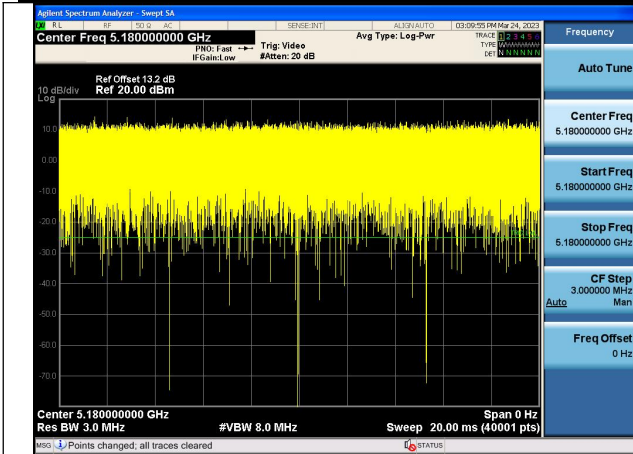 Agilent Spectrum Analyzer - Swept SA
RL RF 50 Ω AC SENSE:INT ALIGN AUTO 03:09:55 PM Mar 24, 2023
Center Freq 5.180000000 GHz
PNO: Fast
IFGain:Low
Trig: Video
#Atten: 20 dB
Avg Type: Log-Pwr
TRACE 1 2 3 4 5 6
TYPE
DET N N N N N N
Ref Offset 13.2 dB
10 dB/div Ref 20.00 dBm
Log
10.0
0.00
-10.0
-20.0
-30.0
-40.0
-50.0
-60.0
-70.0
Center 5.180000000 GHz
Span 0 Hz
Res BW 3.0 MHz
#VBW 8.0 MHz
Sweep 20.00 ms (40001 pts)
MSG Points changed; all traces cleared
STATUS
Frequency
Auto Tune
Center Freq
5.180000000 GHz
Start Freq
5.180000000 GHz
Stop Freq
5.180000000 GHz
CF Step
3.000000 MHz
Auto Man
Freq Offset
0 Hz